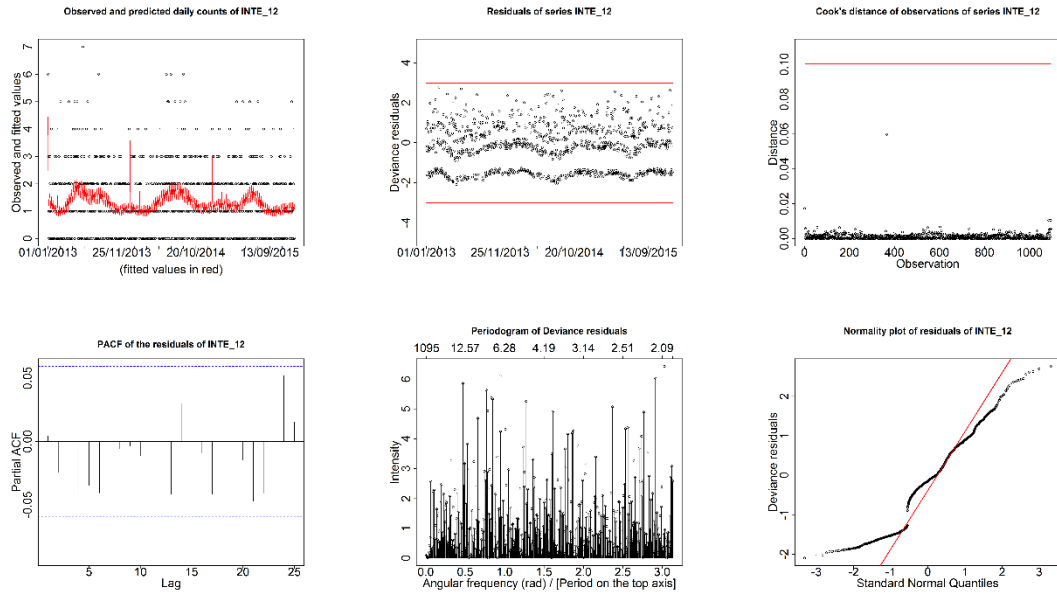 Observed and predicted daily counts of INTE_12
Observed and fitted values
7
6
5
4
3
2
1
0
01/01/2013 25/11/2013 20/10/2014 13/09/2015
(fitted values in red)
Residuals of series INTE_12
Deviance residuals
4
2
0
-2
-4
01/01/2013 25/11/2013 20/10/2014 13/09/2015
Cook's distance of observations of series INTE_12
Distance
0.10
0.08
0.06
0.04
0.02
0.00
0 200 400 600 800 1000
Observation
PACF of the residuals of INTE_12
Partial ACF
0.05
0.00
-0.05
5 10 15 20 25
Lag
Periodogram of Deviance residuals
1095 12.57 6.28 4.19 3.14 2.51 2.09
Intensity
6
5
4
3
2
1
0
0.0 0.5 1.0 1.5 2.0 2.5 3.0
Angular frequency (rad) / [Period on the top axis]
Normality plot of residuals of INTE_12
Deviance residuals
2
1
0
-1
-2
-3 -2 -1 0 1 2 3
Standard Normal Quantiles